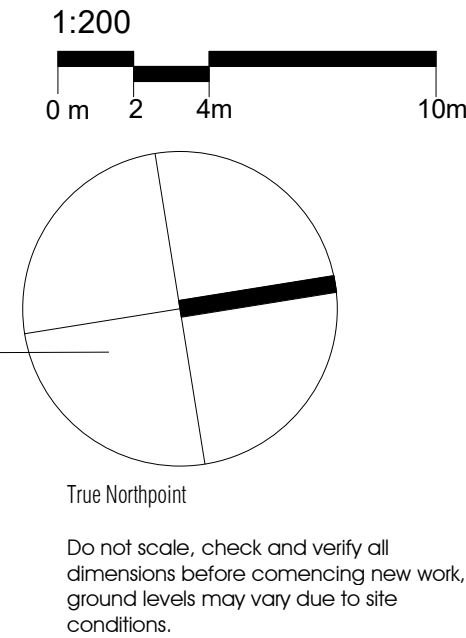 1:200
0 m 2 4m 10m
True Northpoint
Do not scale, check and verify all
dimensions before comencing new work,
ground levels may vary due to site
conditions.